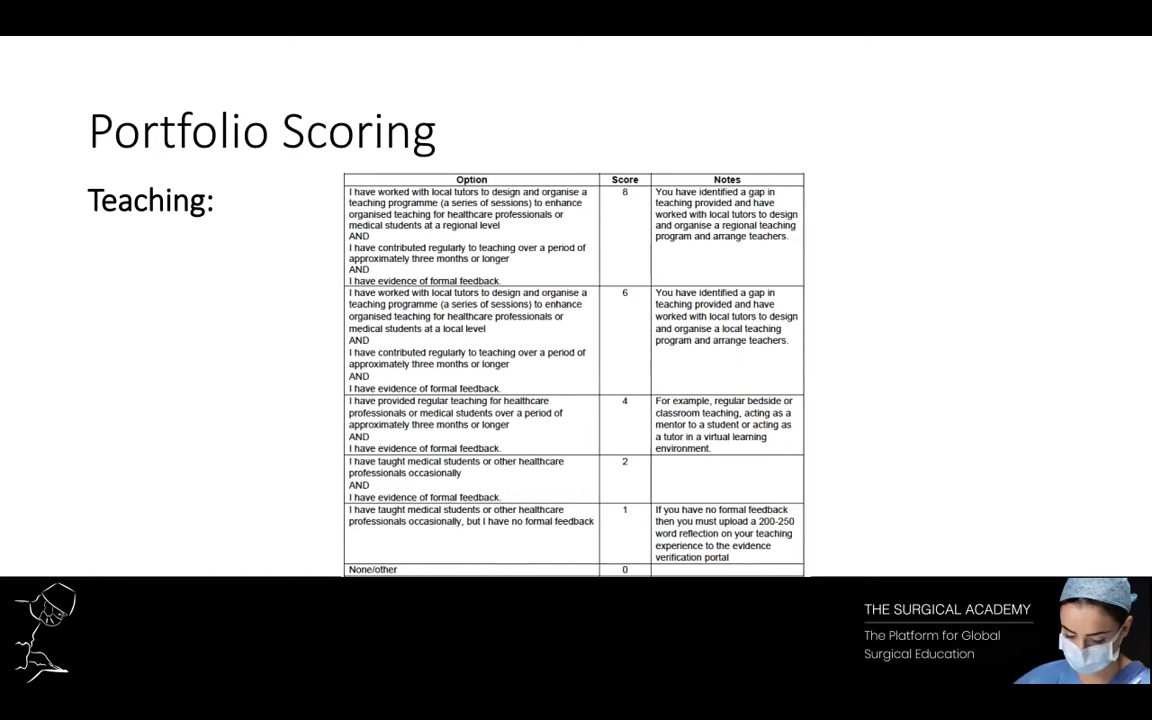 Portfolio Scoring
Teaching:
Option Score Notes
I have worked with local tutors to design and organise a 8 You have identified a gap in
teaching programme (a series of sessions) to enhance teaching provided and have
organised teaching for healthcare professionals or worked with local tutors to design
medical students at a regional level and organise a regional teaching
AND program and arrange teachers.
I have contributed regularly to teaching over a period of
approximately three months or longer
AND
I have evidence of formal feedback.
I have worked with local tutors to design and organise a 6 You have identified a gap in
teaching programme (a series of sessions) to enhance teaching provided and have
organised teaching for healthcare professionals or worked with local tutors to design
medical students at a local level and organise a local teaching
AND program and arrange teachers.
I have contributed regularly to teaching over a period of
approximately three months or longer
AND
I have evidence of formal feedback.
I have provided regular teaching for healthcare 4 For example, regular bedside or
professionals or medical students over a period of classroom teaching, acting as a
approximately three months or longer mentor to a student or acting as
AND a tutor in a virtual learning
I have evidence of formal feedback. environment.
I have taught medical students or other healthcare 2
professionals occasionally
AND
I have evidence of formal feedback.
I have taught medical students or other healthcare 1 If you have no formal feedback
professionals occasionally, but I have no formal feedback then you must upload a 200-250
word reflection on your teaching
experience to the evidence
verification portal
None/other 0
THE SURGICAL ACADEMY
The Platform for Global
Surgical Education